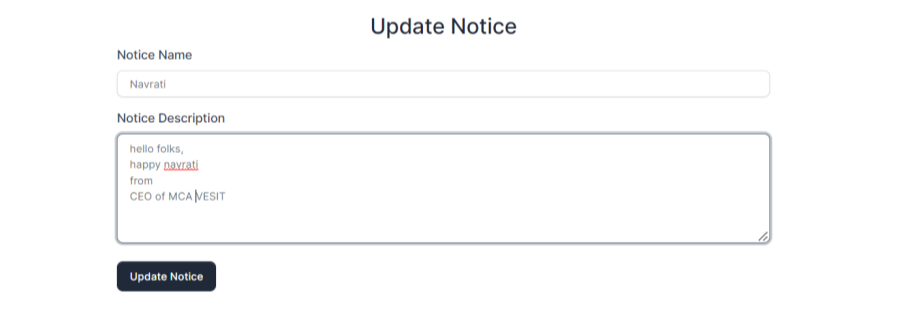 Update Notice
Notice Name
Navrati
Notice Description
hello folks,
happy navrati
from
CEO of MCA VESIT
Update Notice